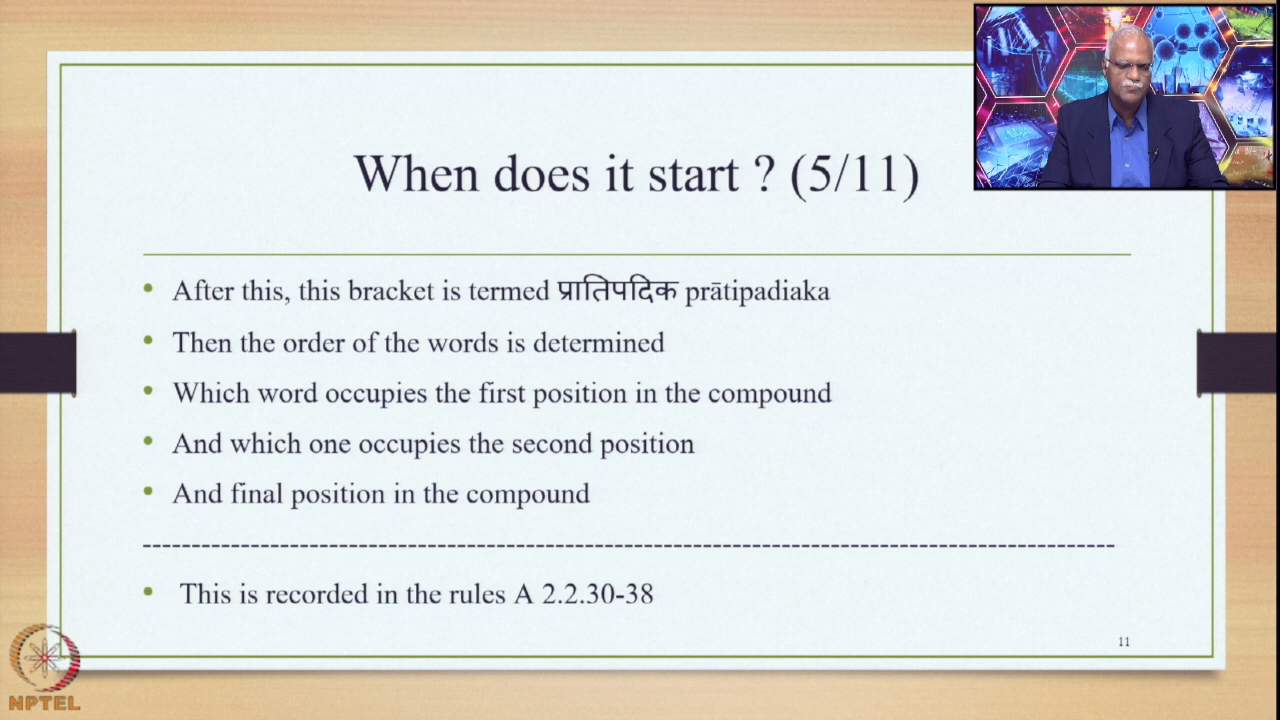 When does it start ? (5/11)
• After this, this bracket is termed प्रातिपदिक prātipadiaka
• Then the order of the words is determined
• Which word occupies the first position in the compound
• And which one occupies the second position
• And final position in the compound
--------------------------------------------------------------------------------------------------
• This is recorded in the rules A 2.2.30-38
11
NPTEL